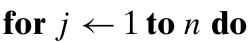 for j ← 1 to n do